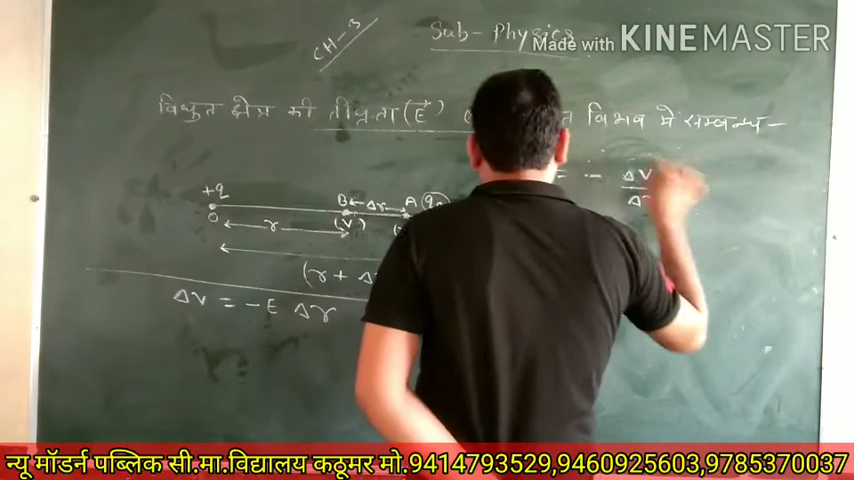 CH-3
Sub-Physics
Made with KINEMASTER
विधुत क्षेत्र की तीव्रता (E⃗) विभव में सम्बन्ध -
= - ΔV
+q
B Δr A
O r (V)
(r +
ΔV = -E Δr
न्यू मॉडर्न पब्लिक सी.मा.विद्यालय कठूमर मो.9414793529,9460925603,9785370037